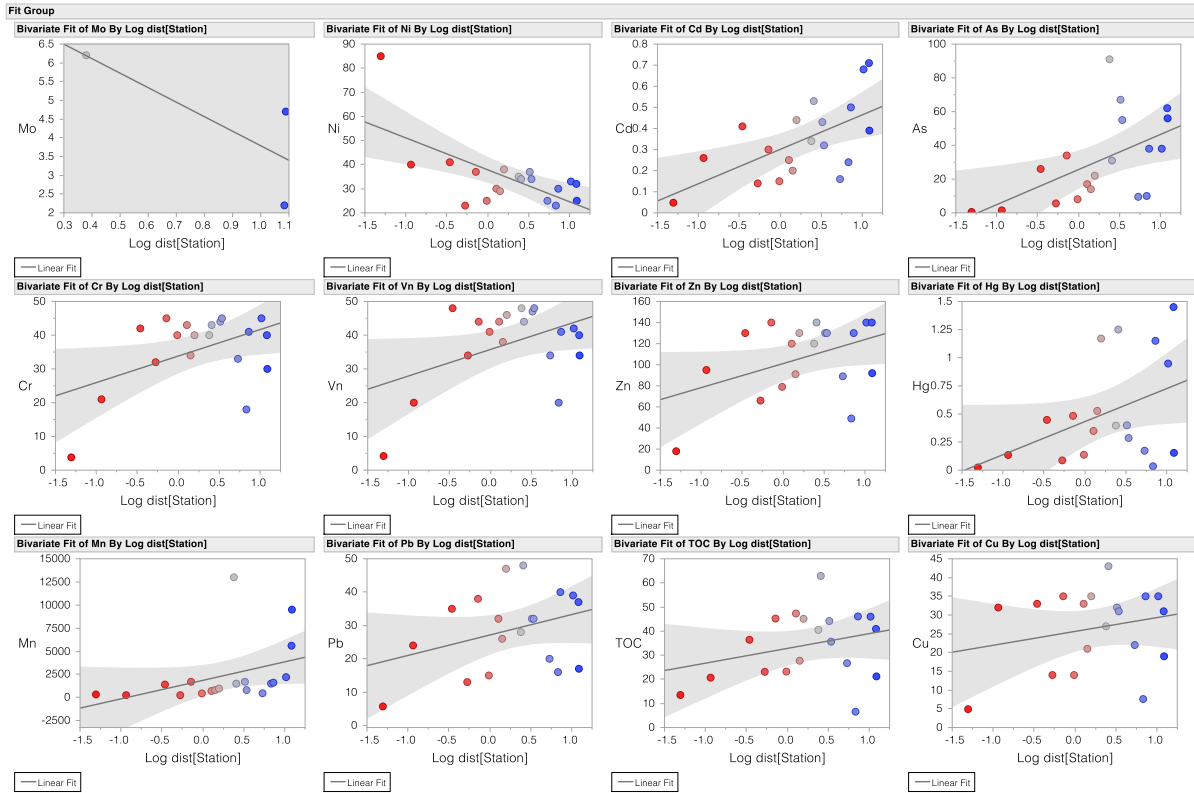 Fit Group
Bivariate Fit of Mo By Log dist[Station]
6.5
6
5.5
5
4.5
4
3.5
3
2.5
2
Mo
0.3 0.4 0.5 0.6 0.7 0.8 0.9 1.0 1.1
Log dist[Station]
Linear Fit
Bivariate Fit of Ni By Log dist[Station]
90
80
70
60
50
40
30
20
Ni
-1.5 -1.0 -0.5 0.0 0.5 1.0
Log dist[Station]
Linear Fit
Bivariate Fit of Cd By Log dist[Station]
0.8
0.7
0.6
0.5
0.4
0.3
0.2
0.1
0
Cd
-1.5 -1.0 -0.5 0.0 0.5 1.0
Log dist[Station]
Linear Fit
Bivariate Fit of As By Log dist[Station]
100
80
60
40
20
0
As
-1.5 -1.0 -0.5 0.0 0.5 1.0
Log dist[Station]
Linear Fit
Bivariate Fit of Cr By Log dist[Station]
50
40
30
20
10
0
Cr
-1.5 -1.0 -0.5 0.0 0.5 1.0
Log dist[Station]
Linear Fit
Bivariate Fit of Vn By Log dist[Station]
50
40
30
20
10
0
Vn
-1.5 -1.0 -0.5 0.0 0.5 1.0
Log dist[Station]
Linear Fit
Bivariate Fit of Zn By Log dist[Station]
160
140
120
100
80
60
40
20
0
Zn
-1.5 -1.0 -0.5 0.0 0.5 1.0
Log dist[Station]
Linear Fit
Bivariate Fit of Hg By Log dist[Station]
1.5
1.25
1
0.75
0.5
0.25
0
Hg
-1.5 -1.0 -0.5 0.0 0.5 1.0
Log dist[Station]
Linear Fit
Bivariate Fit of Mn By Log dist[Station]
15000
12500
10000
7500
5000
2500
0
-2500
Mn
-1.5 -1.0 -0.5 0.0 0.5 1.0
Log dist[Station]
Linear Fit
Bivariate Fit of Pb By Log dist[Station]
50
40
30
20
10
0
Pb
-1.5 -1.0 -0.5 0.0 0.5 1.0
Log dist[Station]
Linear Fit
Bivariate Fit of TOC By Log dist[Station]
70
60
50
40
30
20
10
0
TOC
-1.5 -1.0 -0.5 0.0 0.5 1.0
Log dist[Station]
Linear Fit
Bivariate Fit of Cu By Log dist[Station]
45
40
35
30
25
20
15
10
5
0
Cu
-1.5 -1.0 -0.5 0.0 0.5 1.0
Log dist[Station]
Linear Fit